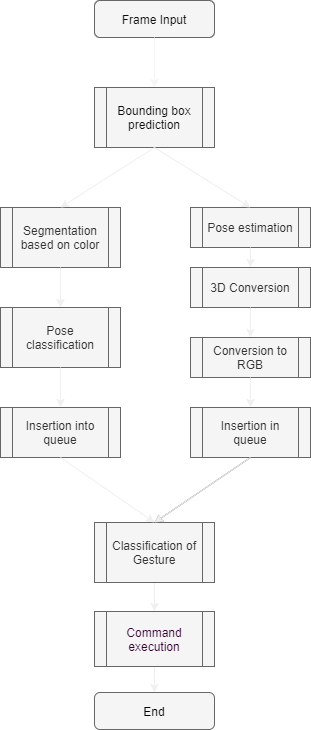 Frame Input
Bounding box
prediction
Segmentation
based on color
Pose estimation
3D Conversion
Pose
classification
Conversion to
RGB
Insertion into
queue
Insertion in
queue
Classification of
Gesture
Command
execution
End